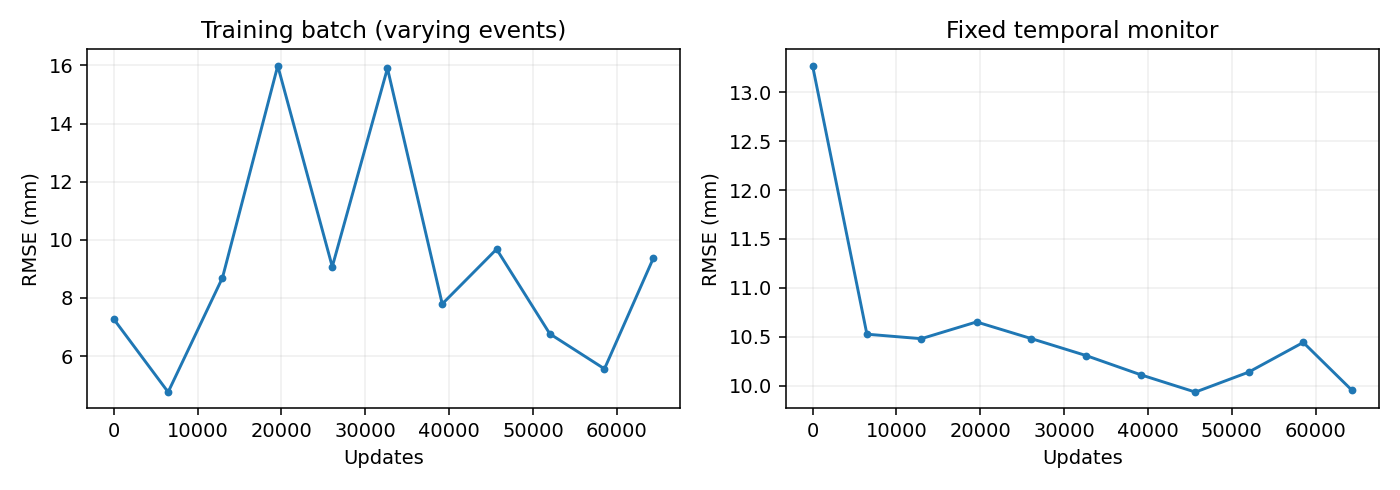 Training batch (varying events)
RMSE (mm)
16
14
12
10
8
6
0 10000 20000 30000 40000 50000 60000
Updates
Fixed temporal monitor
RMSE (mm)
13.0
12.5
12.0
11.5
11.0
10.5
10.0
0 10000 20000 30000 40000 50000 60000
Updates